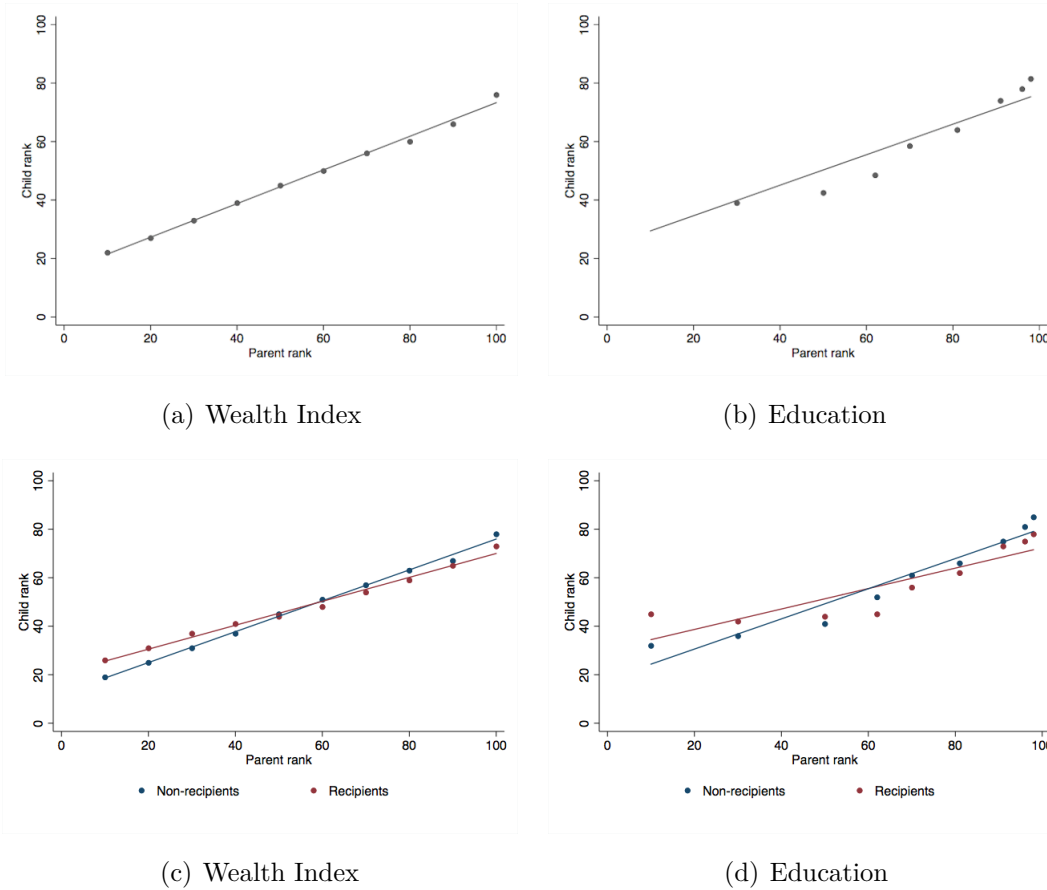 100
80
60
40
20
0
Child rank
0 20 40 60 80 100
Parent rank
(a) Wealth Index
100
80
60
40
20
0
Child rank
0 20 40 60 80 100
Parent rank
(b) Education
100
80
60
40
20
0
Child rank
0 20 40 60 80 100
Parent rank
Non-recipients Recipients
(c) Wealth Index
100
80
60
40
20
0
Child rank
0 20 40 60 80 100
Parent rank
Non-recipients Recipients
(d) Education